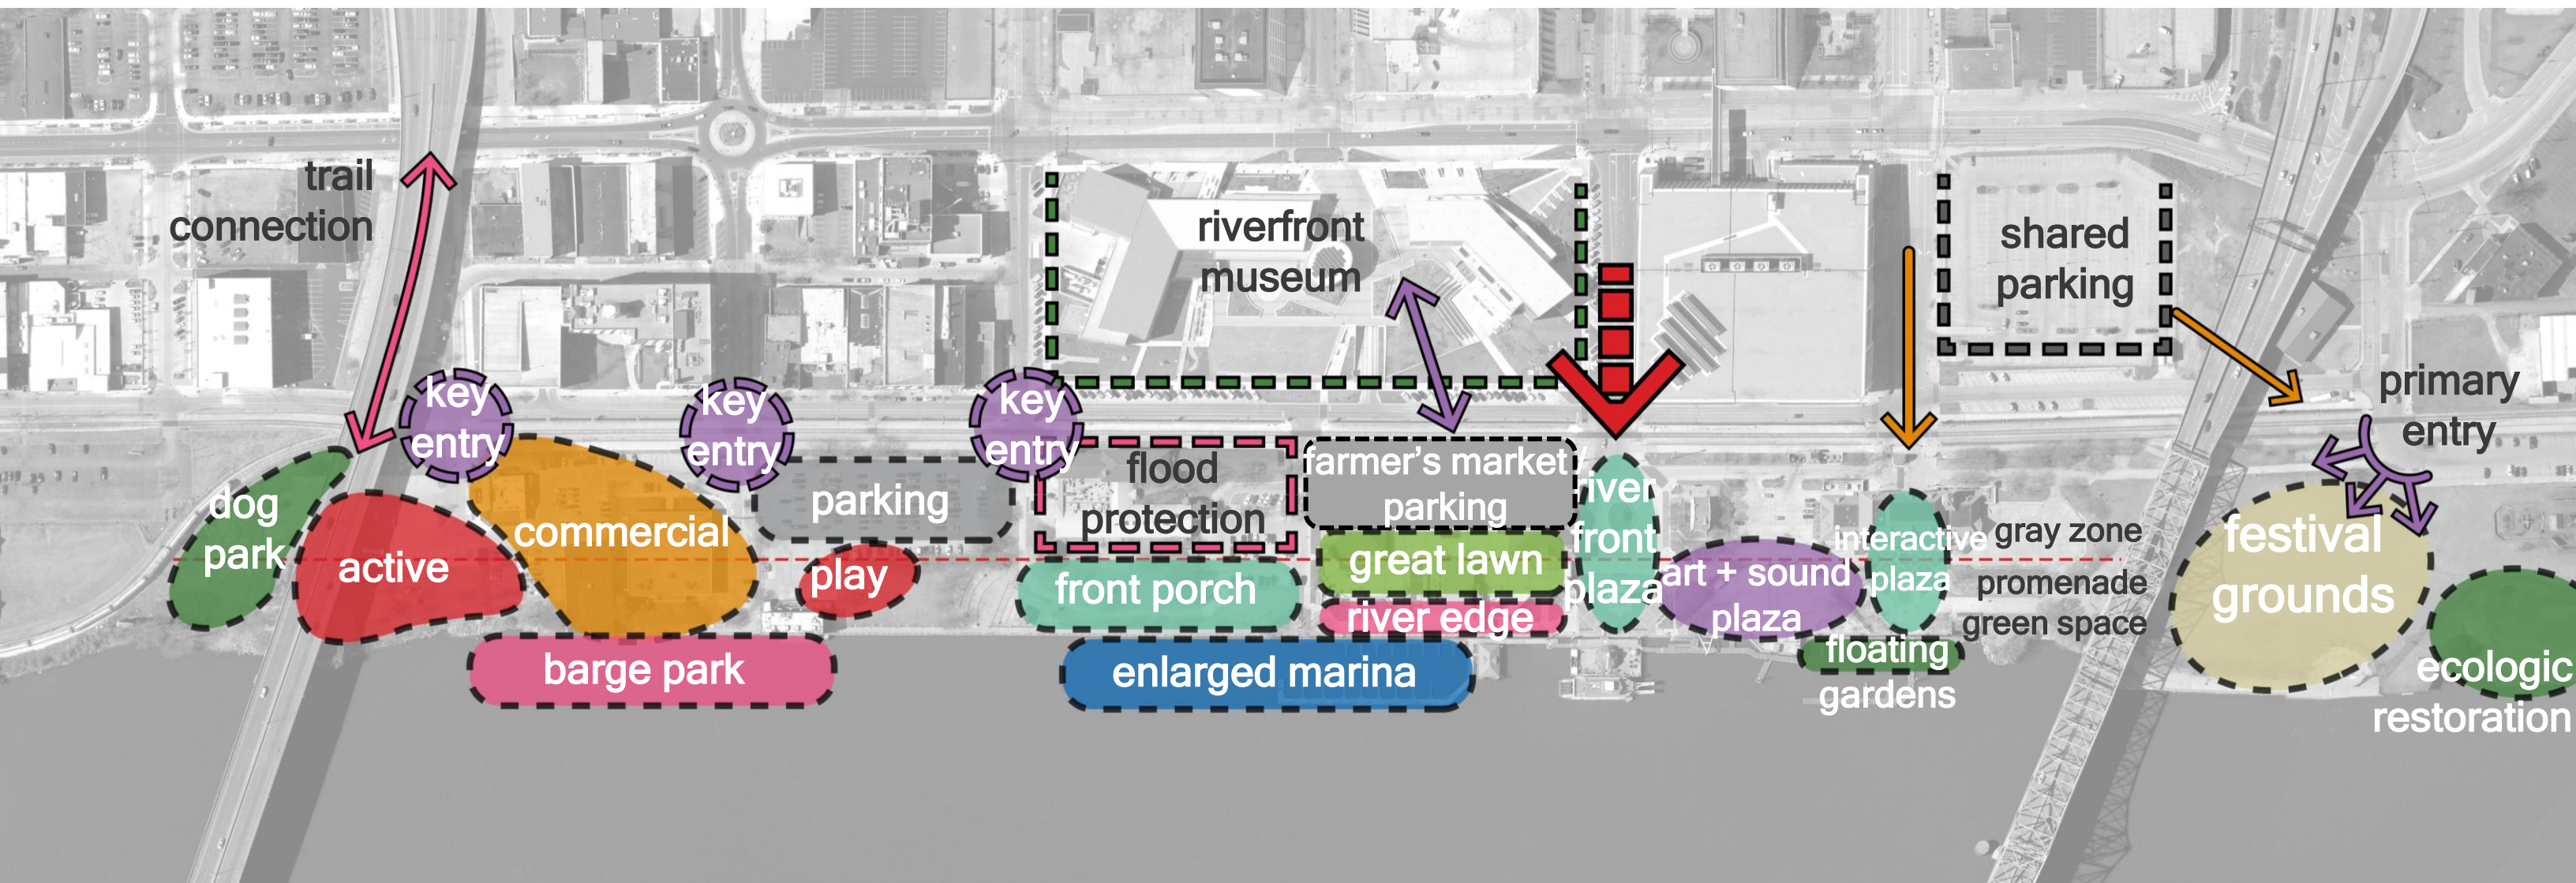 trail
connection
riverfront
museum
shared
parking
primary
entry
key
entry
key
entry
key
entry
dog
park
active
commercial
parking
play
flood
protection
farmer's market
parking
front porch
great lawn
river edge
river
front
plaza
art + sound
plaza
interactive
plaza
gray zone
promenade
green space
festival
grounds
barge park
enlarged marina
floating
gardens
ecologic
restoration